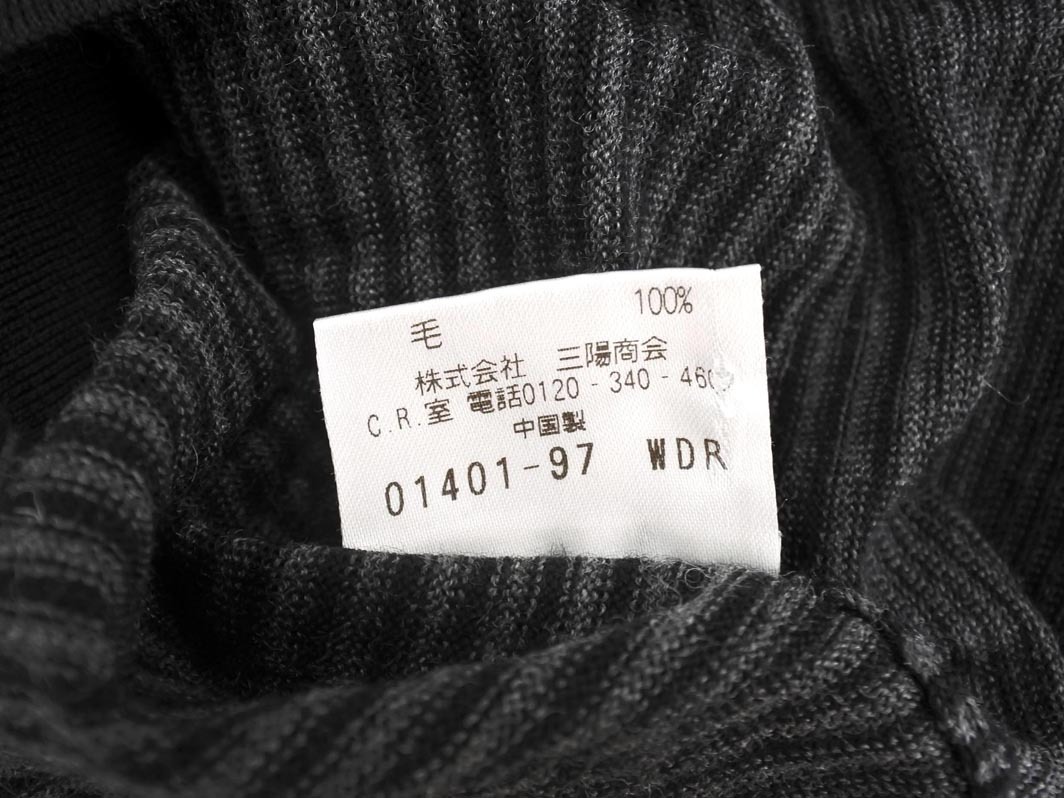 毛 100%
株式会社 三陽商会
C.R.室 電話0120-340-460
中国製
01401-97 WDR